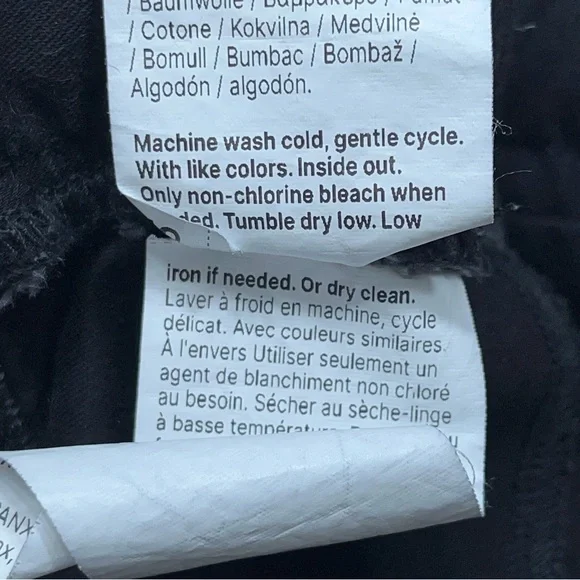 / Cotone / Kokvilna / Medvilnė
/ Bomull / Bumbac / Bombaž /
Algodón / algodón.
Machine wash cold, gentle cycle.
With like colors. Inside out.
Only non-chlorine bleach when
Tumble dry low. Low
iron if needed. Or dry clean.
Laver à froid en machine, cycle
délicat. Avec couleurs similaires.
À l'envers Utiliser seulement un
agent de blanchiment non chloré
au besoin. Sécher au sèche-linge
à basse